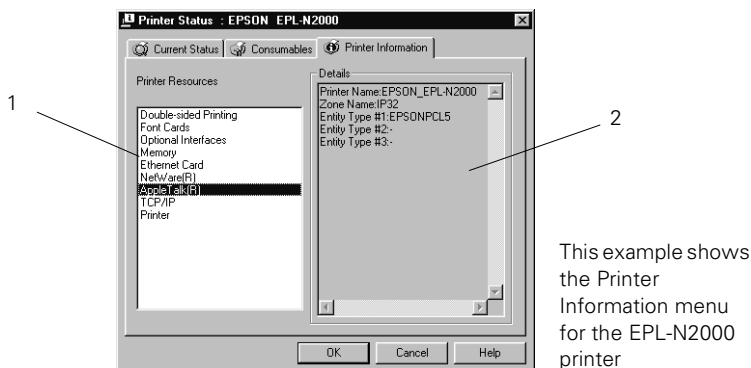 Printer Status : EPSON EPL-N2000
Current Status Consumables Printer Information
Printer Resources
Double-sided Printing
Font Cards
Optional Interfaces
Memory
Ethernet Card
NetWare(R)
AppleTalk(R)
TCP/IP
Printer
Details
Printer Name:EPSON_EPL-N2000
Zone Name:IP32
Entity Type #1:EPSONPCL5
Entity Type #2:-
Entity Type #3:-
1
2
OK Cancel Help
This example shows
the Printer
Information menu
for the EPL-N2000
printer